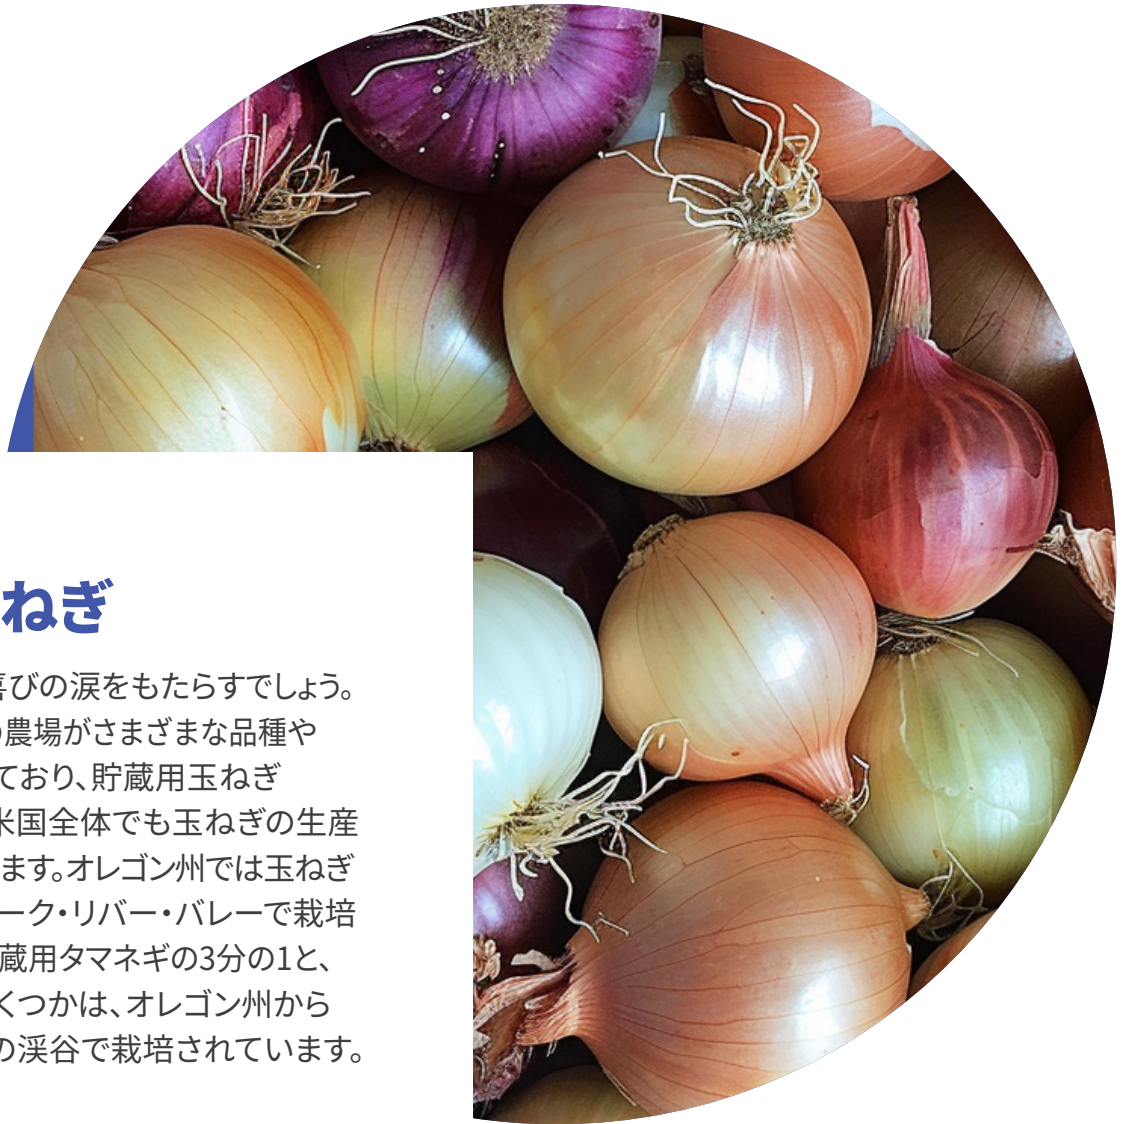 ねぎ
喜びの涙をもたらすでしょう。
の農場がさまざまな品種や
ており、貯蔵用玉ねぎ
米国全体でも玉ねぎの生産
ます。オレゴン州では玉ねぎ
ーク・リバー・バレーで栽培
蔵用タマネギの3分の1と、
くつかは、オレゴン州から
の渓谷で栽培されています。